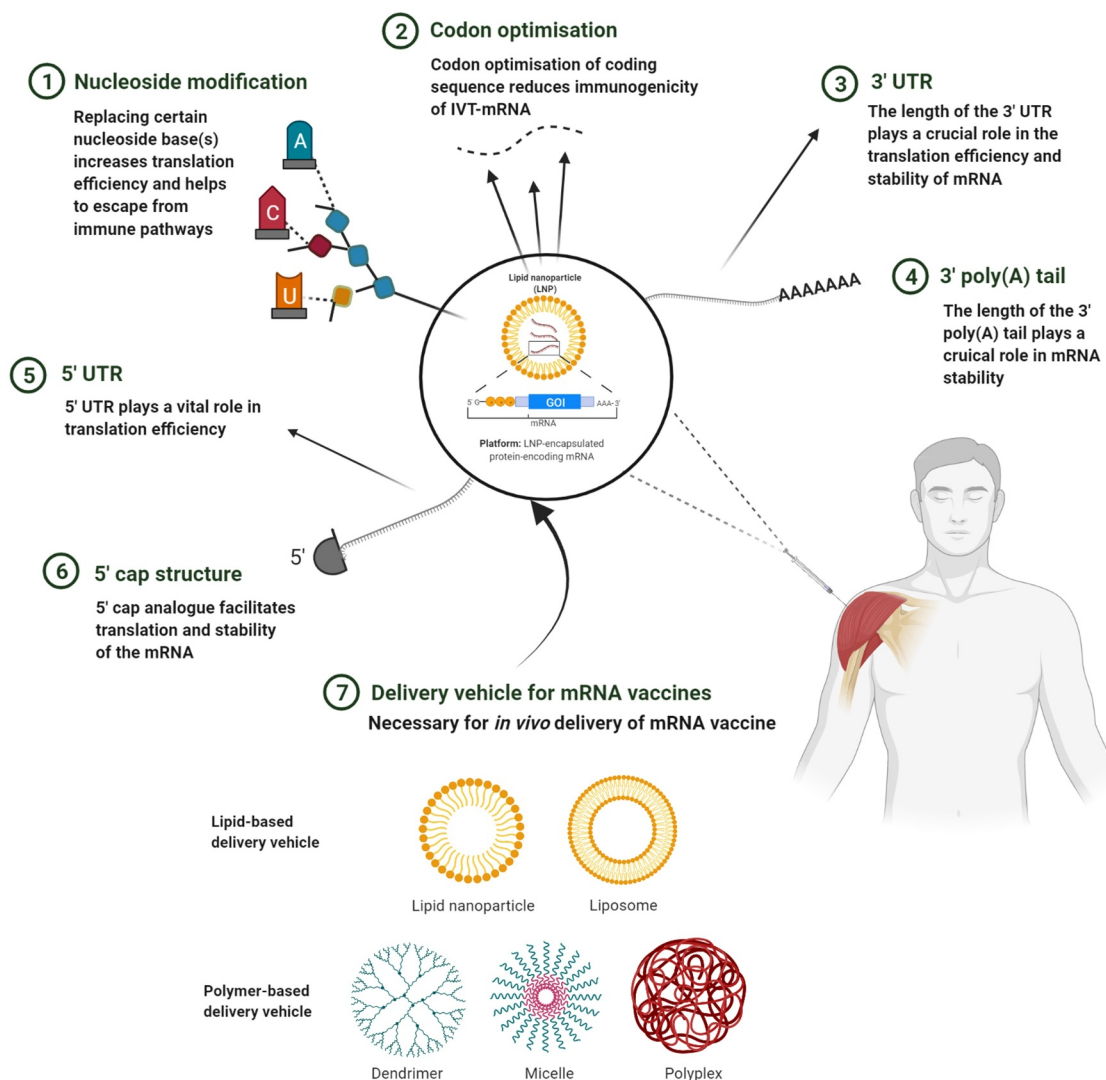 1 Nucleoside modification
Replacing certain
nucleoside base(s)
increases translation
efficiency and helps
to escape from
immune pathways
A
C
U
2 Codon optimisation
Codon optimisation of coding
sequence reduces immunogenicity
of IVT-mRNA
3 3' UTR
The length of the 3' UTR
plays a crucial role in the
translation efficiency and
stability of mRNA
AAAAAAA
4 3' poly(A) tail
The length of the 3'
poly(A) tail plays a
cruical role in mRNA
stability
5 5' UTR
5' UTR plays a vital role in
translation efficiency
Lipid nanoparticle
(LNP)
5' G
GOI
AAA-3'
mRNA
Platform: LNP-encapsulated
protein-encoding mRNA
5'
6 5' cap structure
5' cap analogue facilitates
translation and stability
of the mRNA
7 Delivery vehicle for mRNA vaccines
Necessary for in vivo delivery of mRNA vaccine
Lipid-based
delivery vehicle
Lipid nanoparticle
Liposome
Polymer-based
delivery vehicle
Dendrimer
Micelle
Polyplex